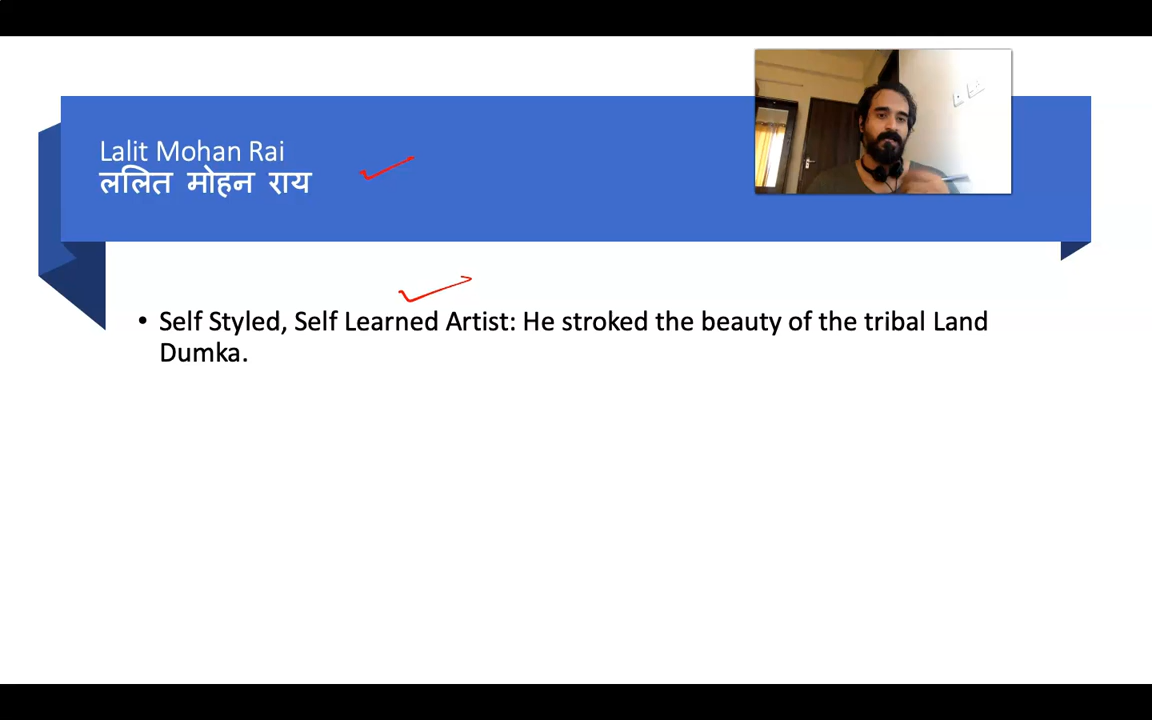 Lalit Mohan Rai
ललित मोहन राय
• Self Styled, Self Learned Artist: He stroked the beauty of the tribal Land
Dumka.